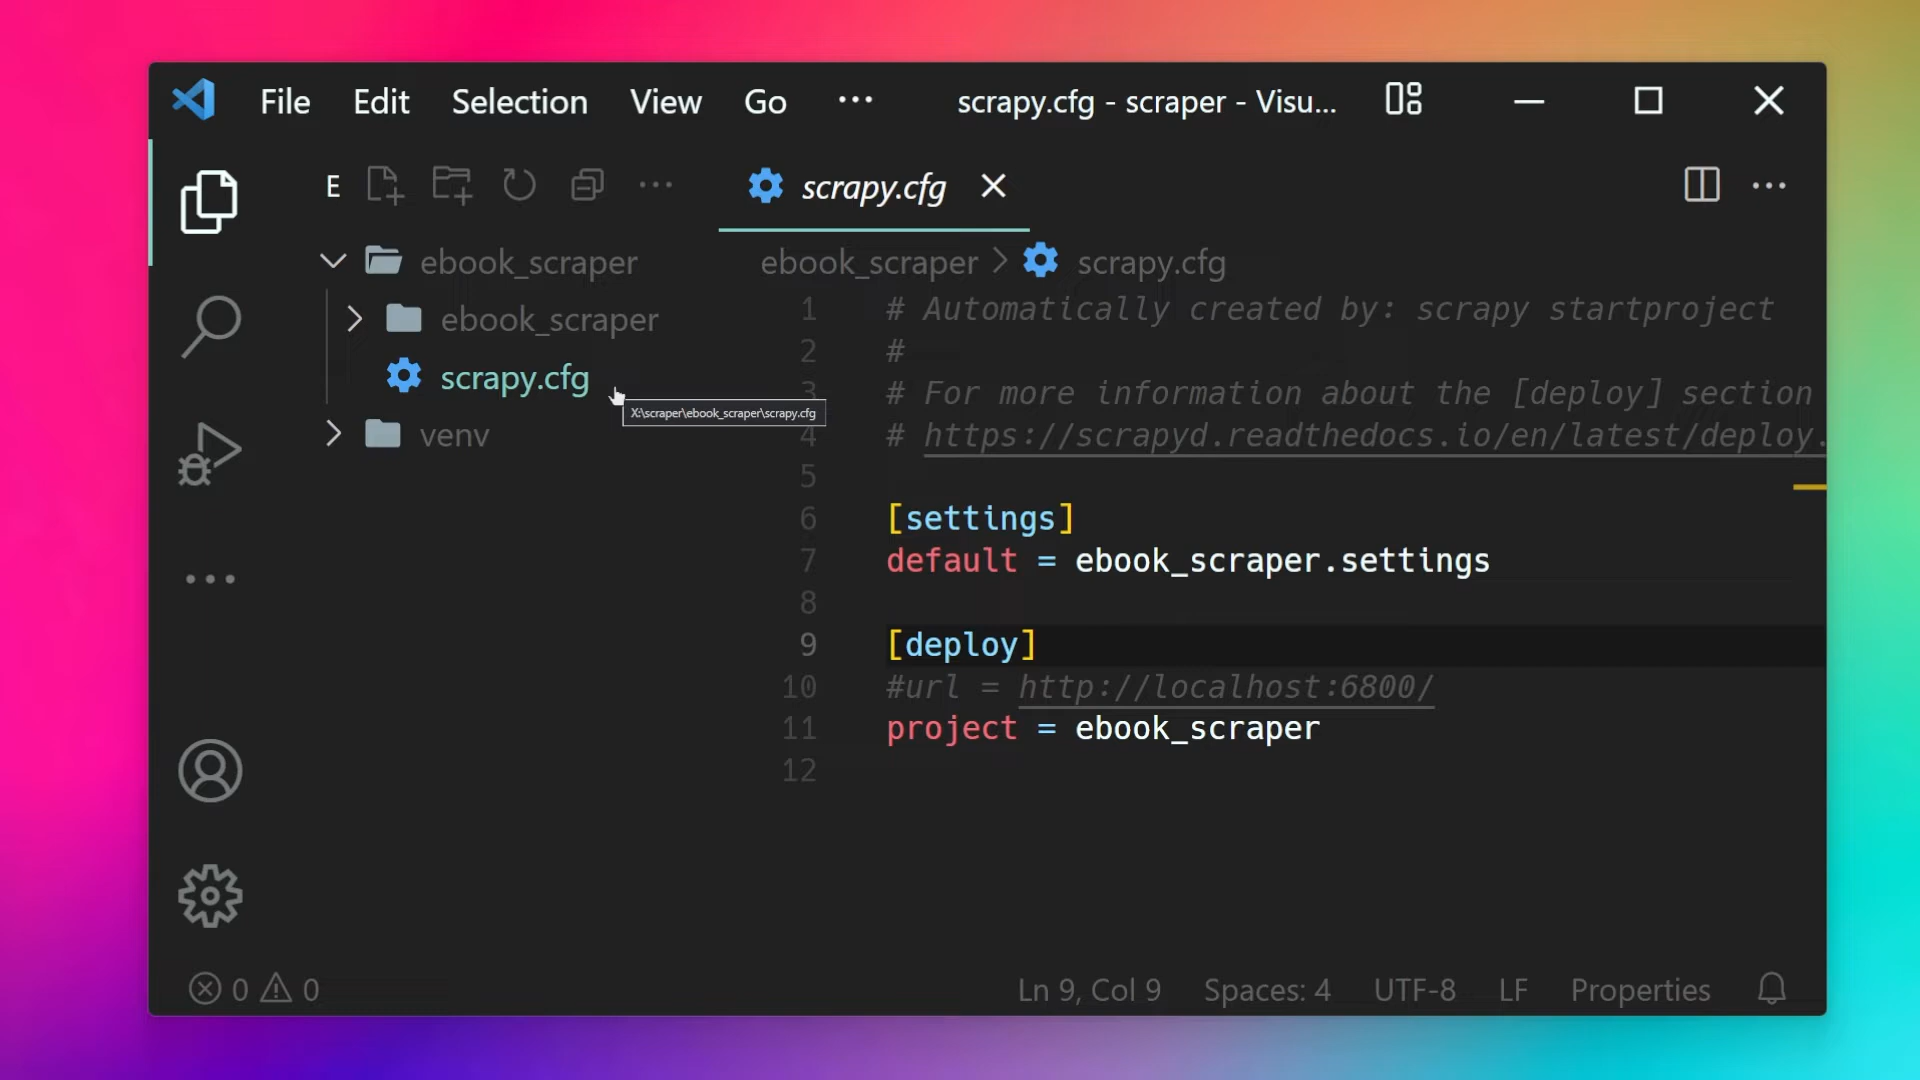 File Edit Selection View Go ··· scrapy.cfg - scraper - Visu...
E
scrapy.cfg
ebook_scraper
ebook_scraper
scrapy.cfg
X:\scraper\ebook_scraper\scrapy.cfg
venv
ebook_scraper > scrapy.cfg
1 # Automatically created by: scrapy startproject
2 #
3 # For more information about the [deploy] section
4 # https://scrapyd.readthedocs.io/en/latest/deploy.
5
6 [settings]
7 default = ebook_scraper.settings
8
9 [deploy]
10 #url = http://localhost:6800/
11 project = ebook_scraper
12
0 0 Ln 9, Col 9 Spaces: 4 UTF-8 LF Properties